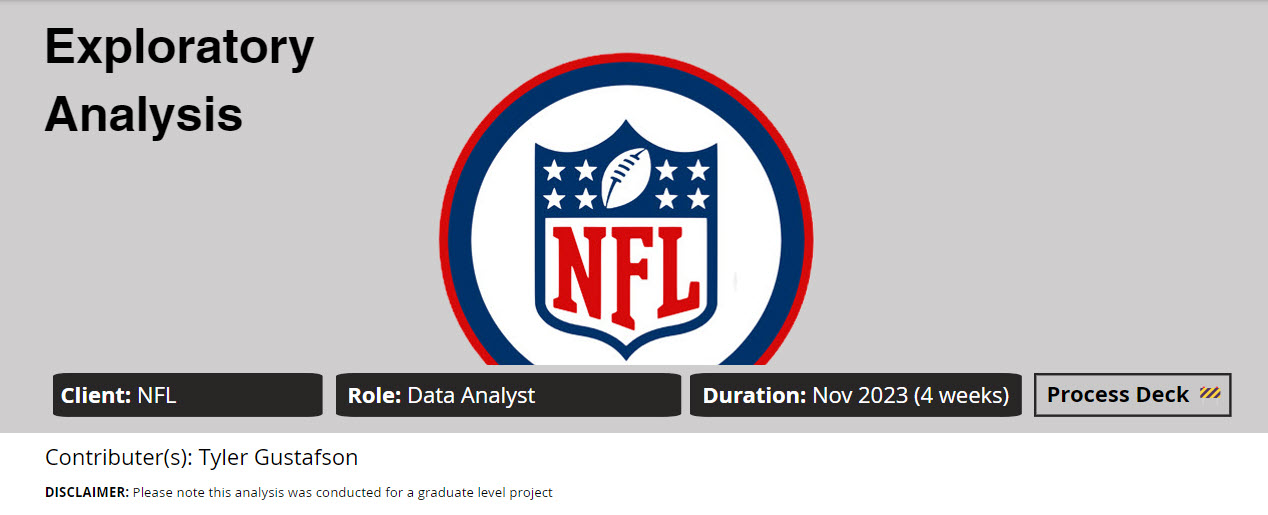 Exploratory
Analysis
NFL
Client: NFL
Role: Data Analyst
Duration: Nov 2023 (4 weeks)
Process Deck
Contributer(s): Tyler Gustafson
DISCLAIMER: Please note this analysis was conducted for a graduate level project